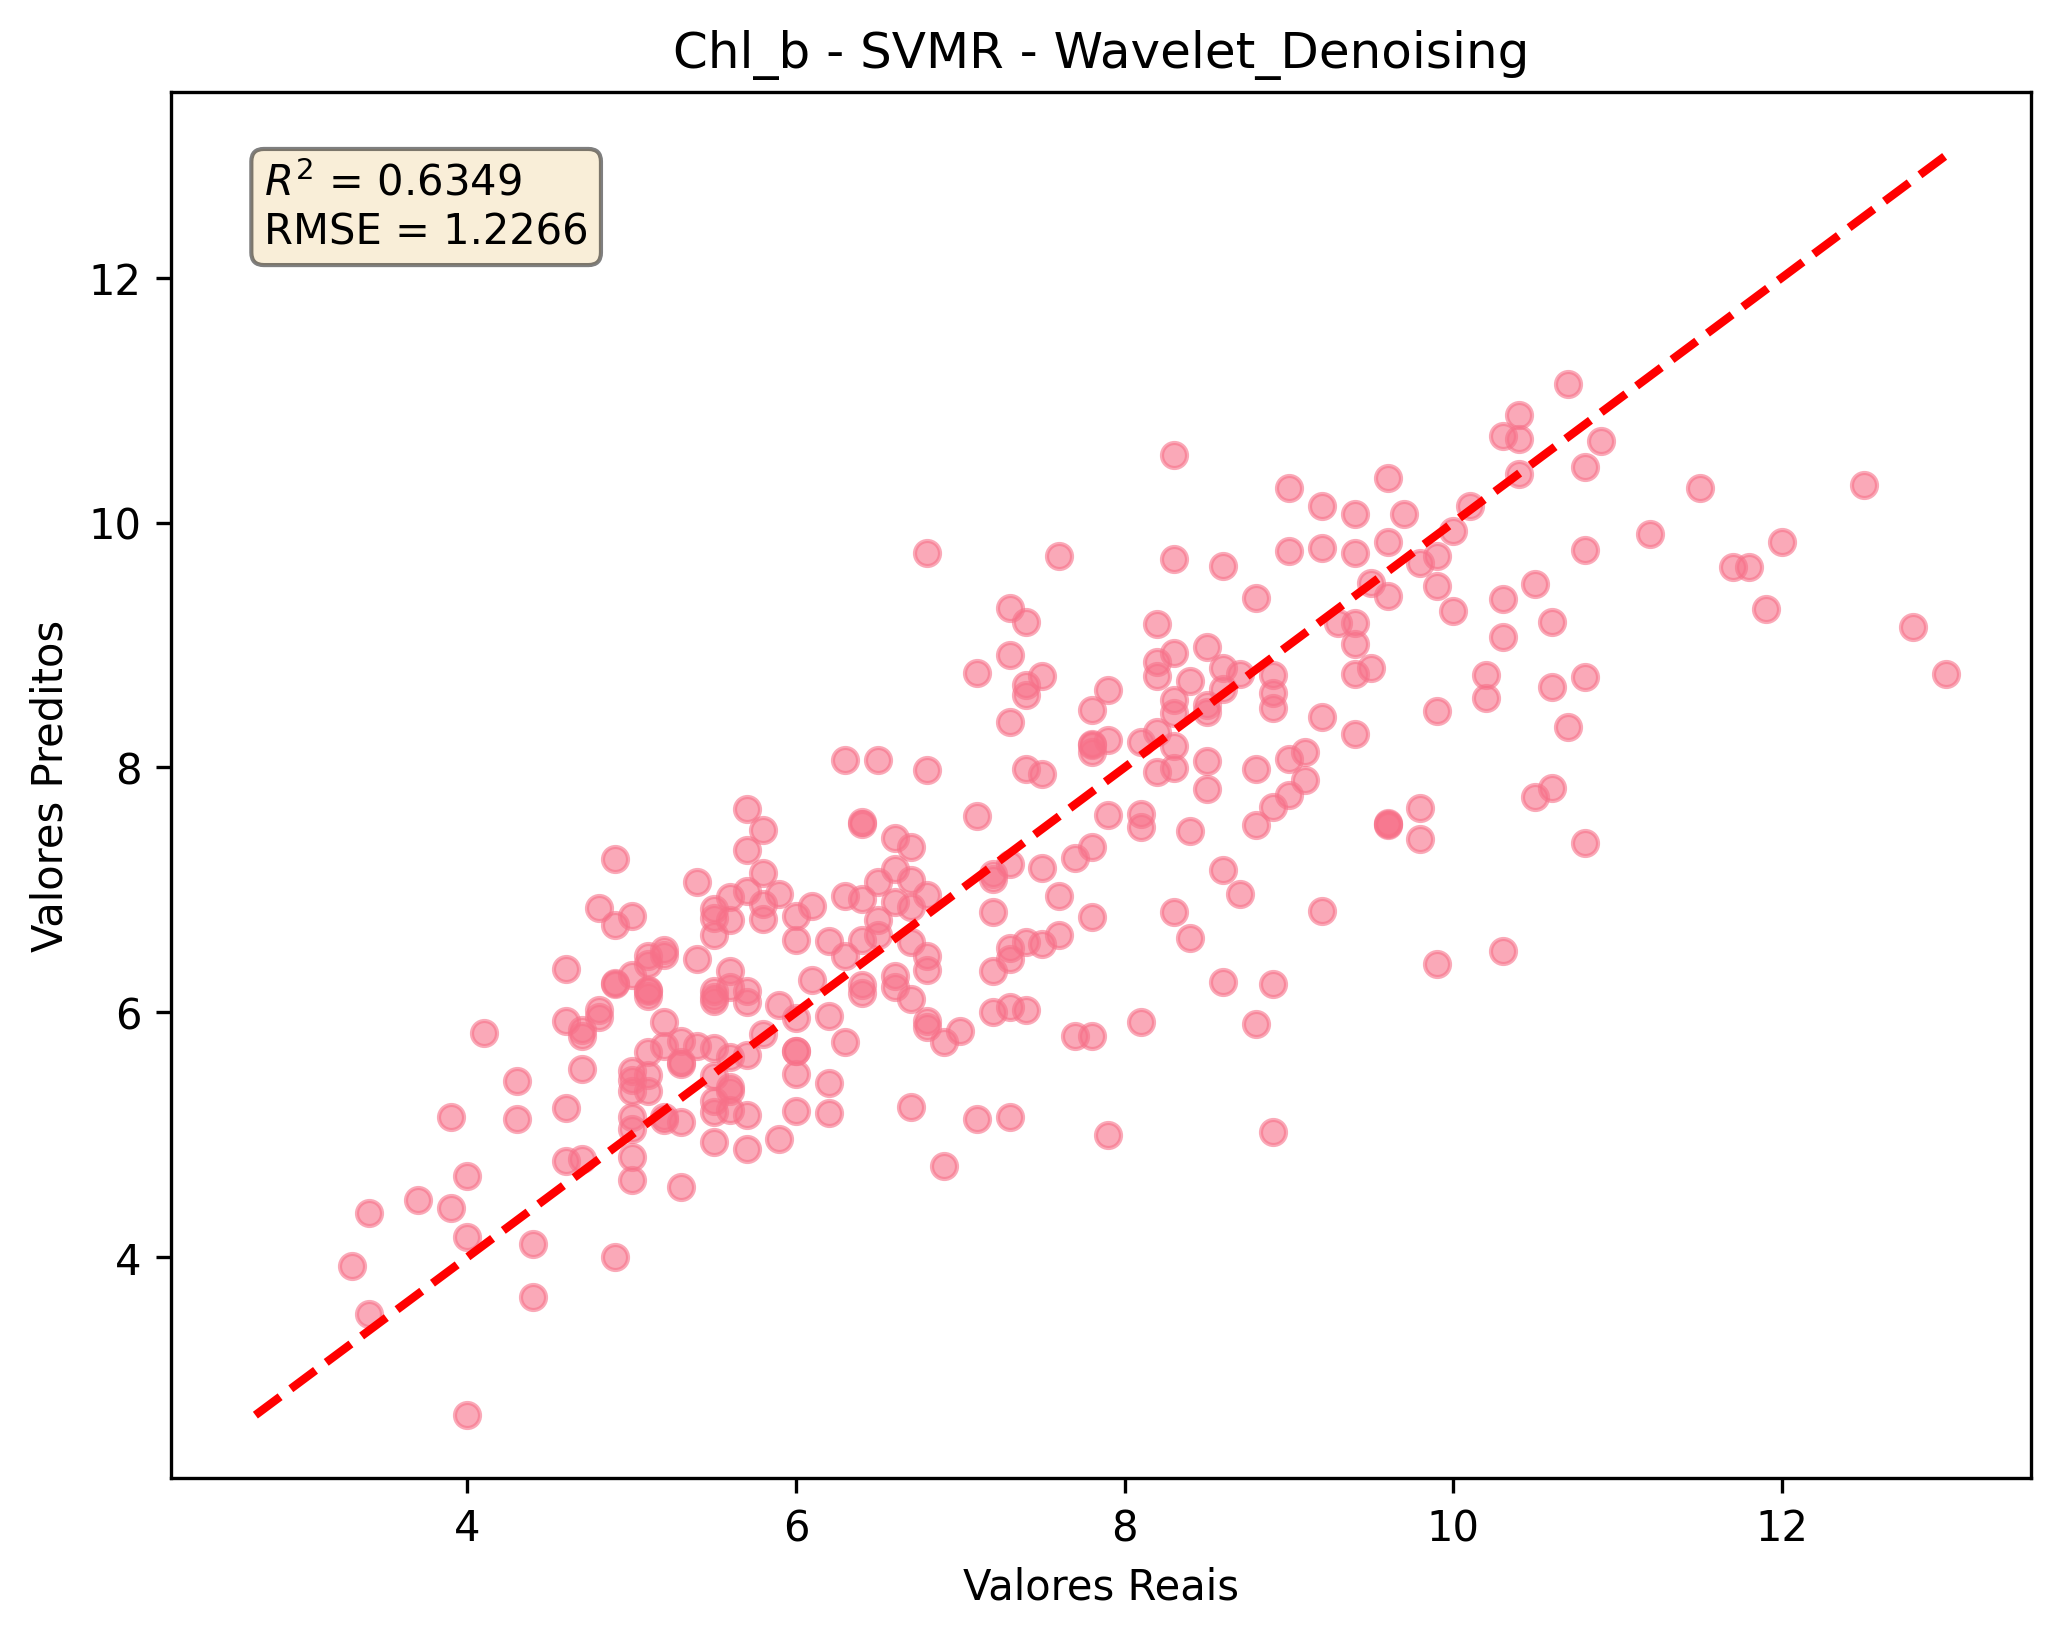 Chl_b - SVMR - Wavelet_Denoising
R² = 0.6349
RMSE = 1.2266
Valores Preditos
12
10
8
6
4
4 6 8 10 12
Valores Reais